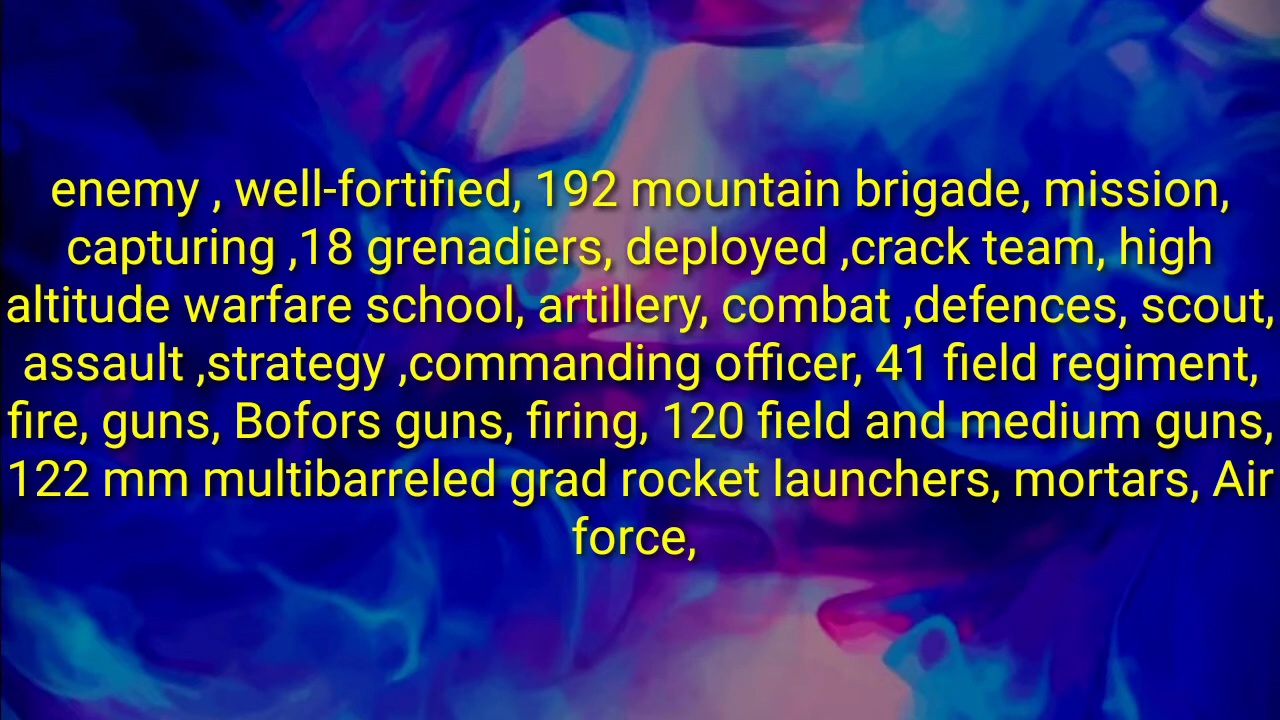 enemy , well-fortified, 192 mountain brigade, mission,
capturing ,18 grenadiers, deployed ,crack team, high
altitude warfare school, artillery, combat ,defences, scout,
assault ,strategy ,commanding officer, 41 field regiment,
fire, guns, Bofors guns, firing, 120 field and medium guns,
122 mm multibarreled grad rocket launchers, mortars, Air
force,